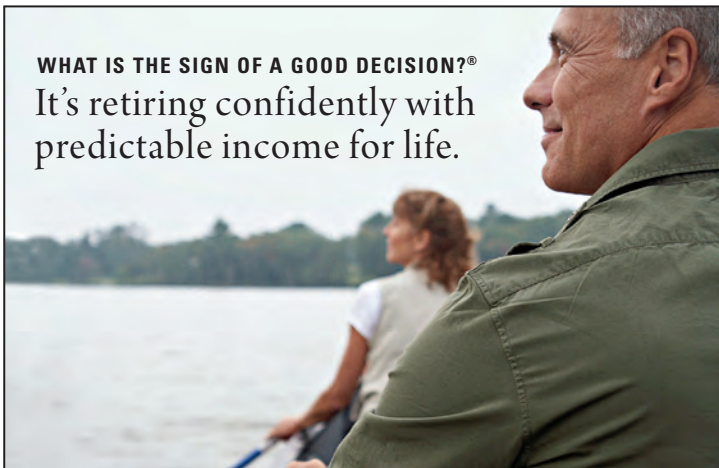 WHAT IS THE SIGN OF A GOOD DECISION?®
It’s retiring confidently with
predictable income for life.